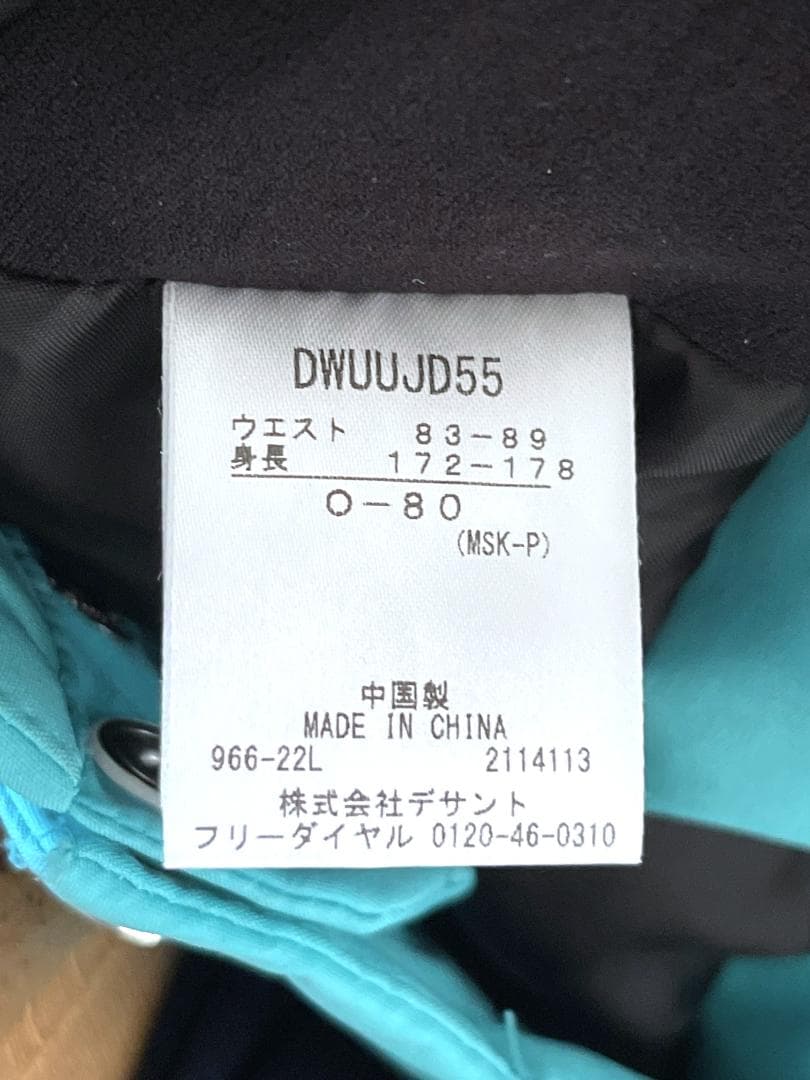 DWUUJD55
ウエスト 83-89
身長 172-178
O-80
(MSK-P)
中国製
MADE IN CHINA
966-22L 2114113
株式会社デサント
フリーダイヤル 0120-46-0310